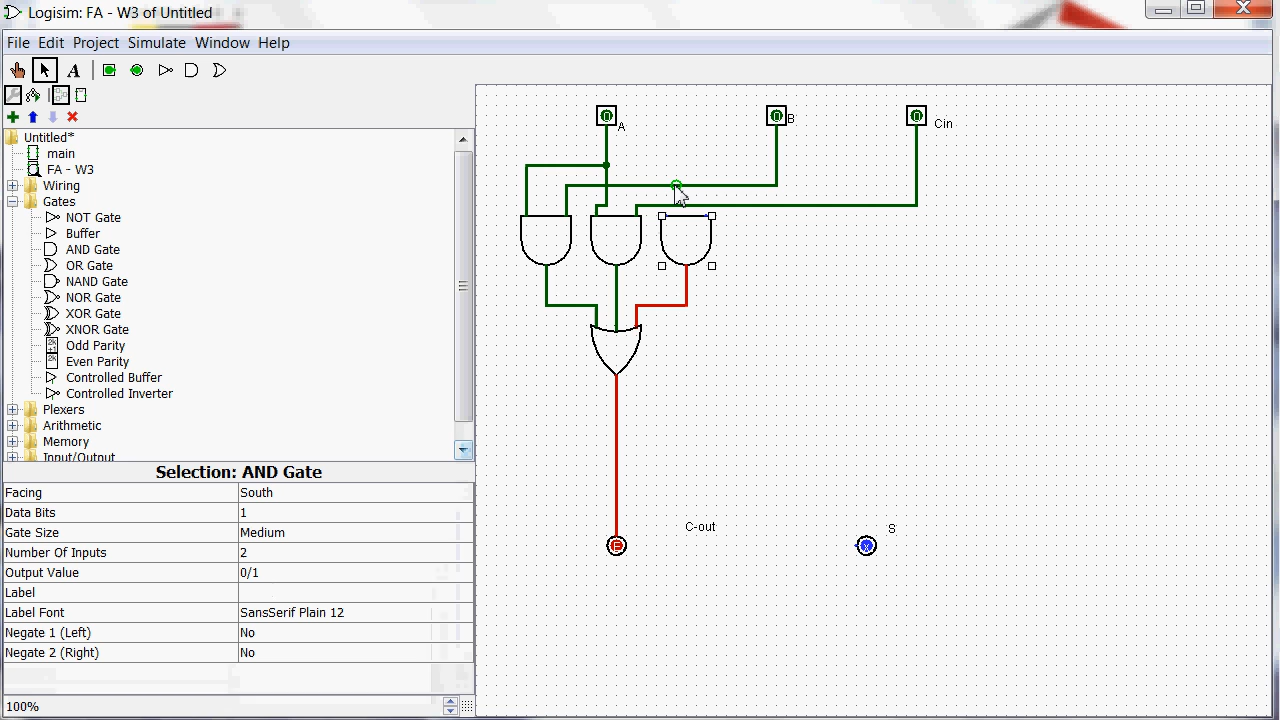 Logisim: FA - W3 of Untitled
File Edit Project Simulate Window Help
A
Untitled*
main
FA - W3
Wiring
Gates
NOT Gate
Buffer
AND Gate
OR Gate
NAND Gate
NOR Gate
XOR Gate
XNOR Gate
Odd Parity
Even Parity
Controlled Buffer
Controlled Inverter
Plexers
Arithmetic
Memory
Input/Output
Selection: AND Gate
Facing South
Data Bits 1
Gate Size Medium
Number Of Inputs 2
Output Value 0/1
Label
Label Font SansSerif Plain 12
Negate 1 (Left) No
Negate 2 (Right) No
100%
0 A 0 B 0 Cin
C-out S
E x